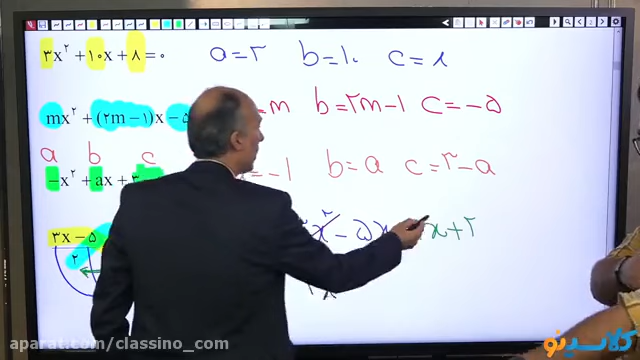 ۳x² + ۱۰x + ۸ = ۰ a = ۳ b = ۱۰ c = ۸
mx² + (۲m − ۱)x − ۵ = m b = ۲m − ۱ c = −۵
a b c
−x² + ax + ۳ − ۱ b = a c = ۳ − a
۳x − ۵ x² − ۵x x + ۲
۲
aparat.com/classino_com
کلاسینو